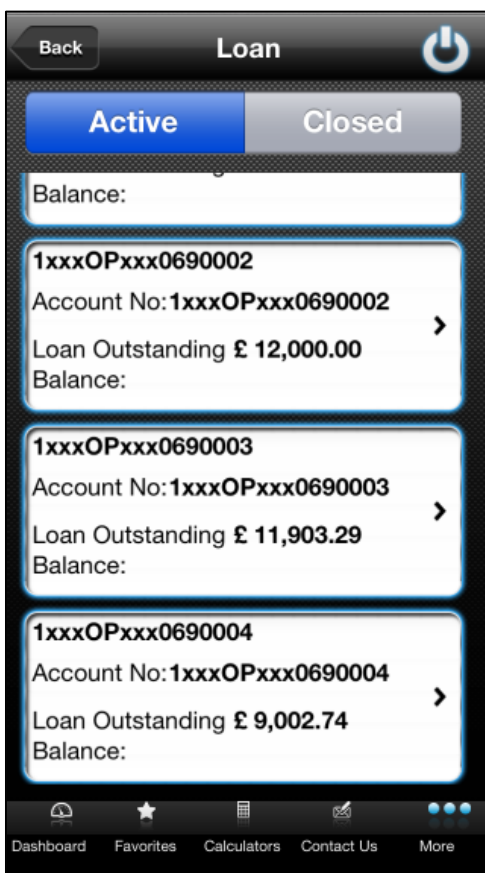 Back Loan
Active Closed
Balance:
1xxxOPxxx0690002
Account No:1xxxOPxxx0690002
Loan Outstanding £ 12,000.00
Balance:
1xxxOPxxx0690003
Account No:1xxxOPxxx0690003
Loan Outstanding £ 11,903.29
Balance:
1xxxOPxxx0690004
Account No:1xxxOPxxx0690004
Loan Outstanding £ 9,002.74
Balance:
Dashboard Favorites Calculators Contact Us More